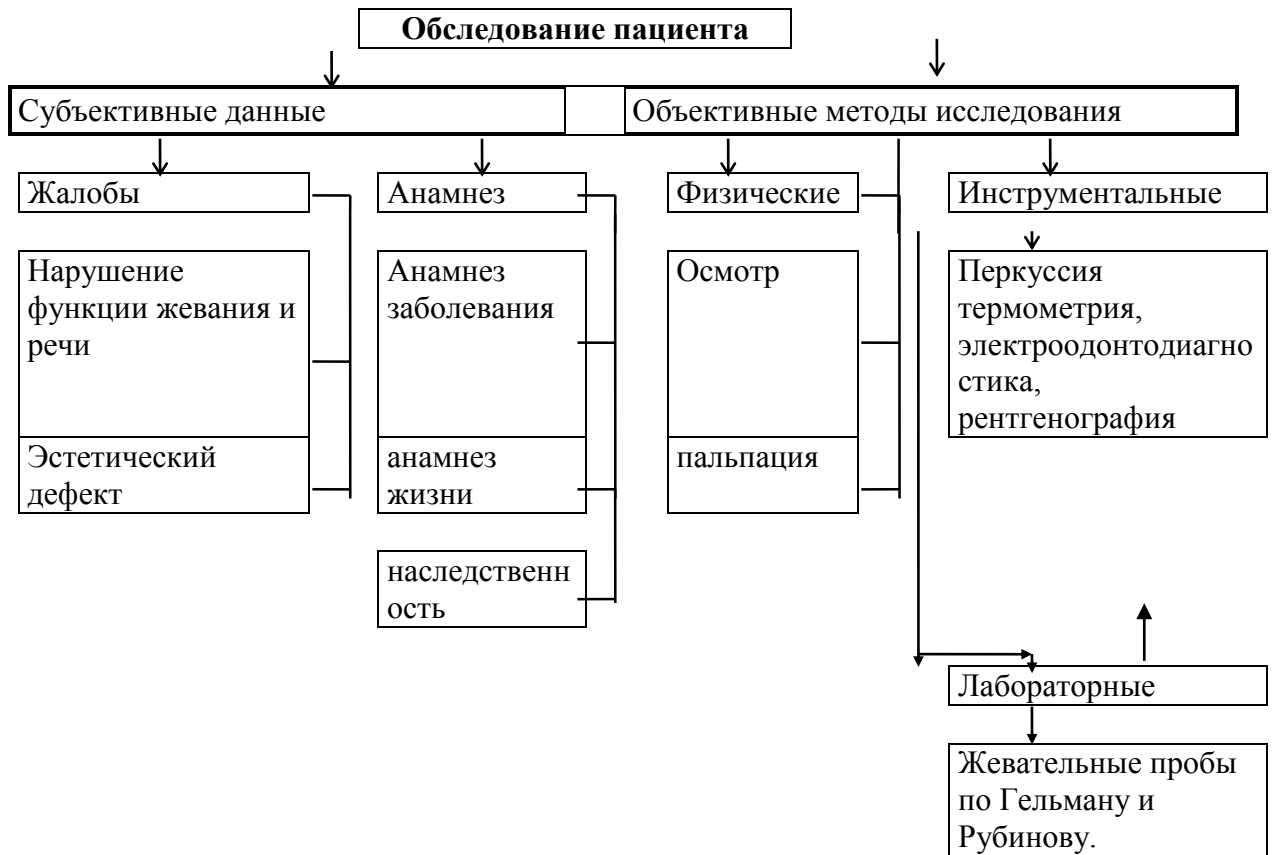 Обследование пациента
Субъективные данные
Объективные методы исследования
Жалобы
Анамнез
Физические
Инструментальные
Нарушение
функции жевания и
речи
Анамнез
заболевания
Осмотр
Перкуссия
термометрия,
электроодонтодиагно
стика,
рентгенография
Эстетический
дефект
анамнез
жизни
пальпация
наследственн
ость
Лабораторные
Жевательные пробы
по Гельману и
Рубинову.